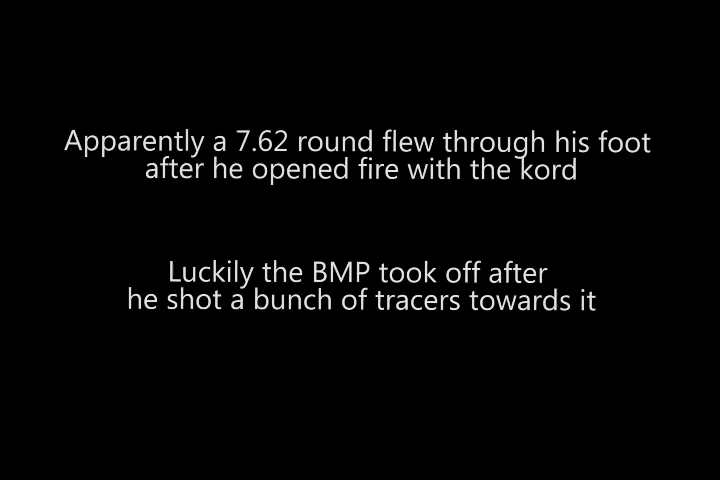 Apparently a 7.62 round flew through his foot
after he opened fire with the kord
Luckily the BMP took off after
he shot a bunch of tracers towards it